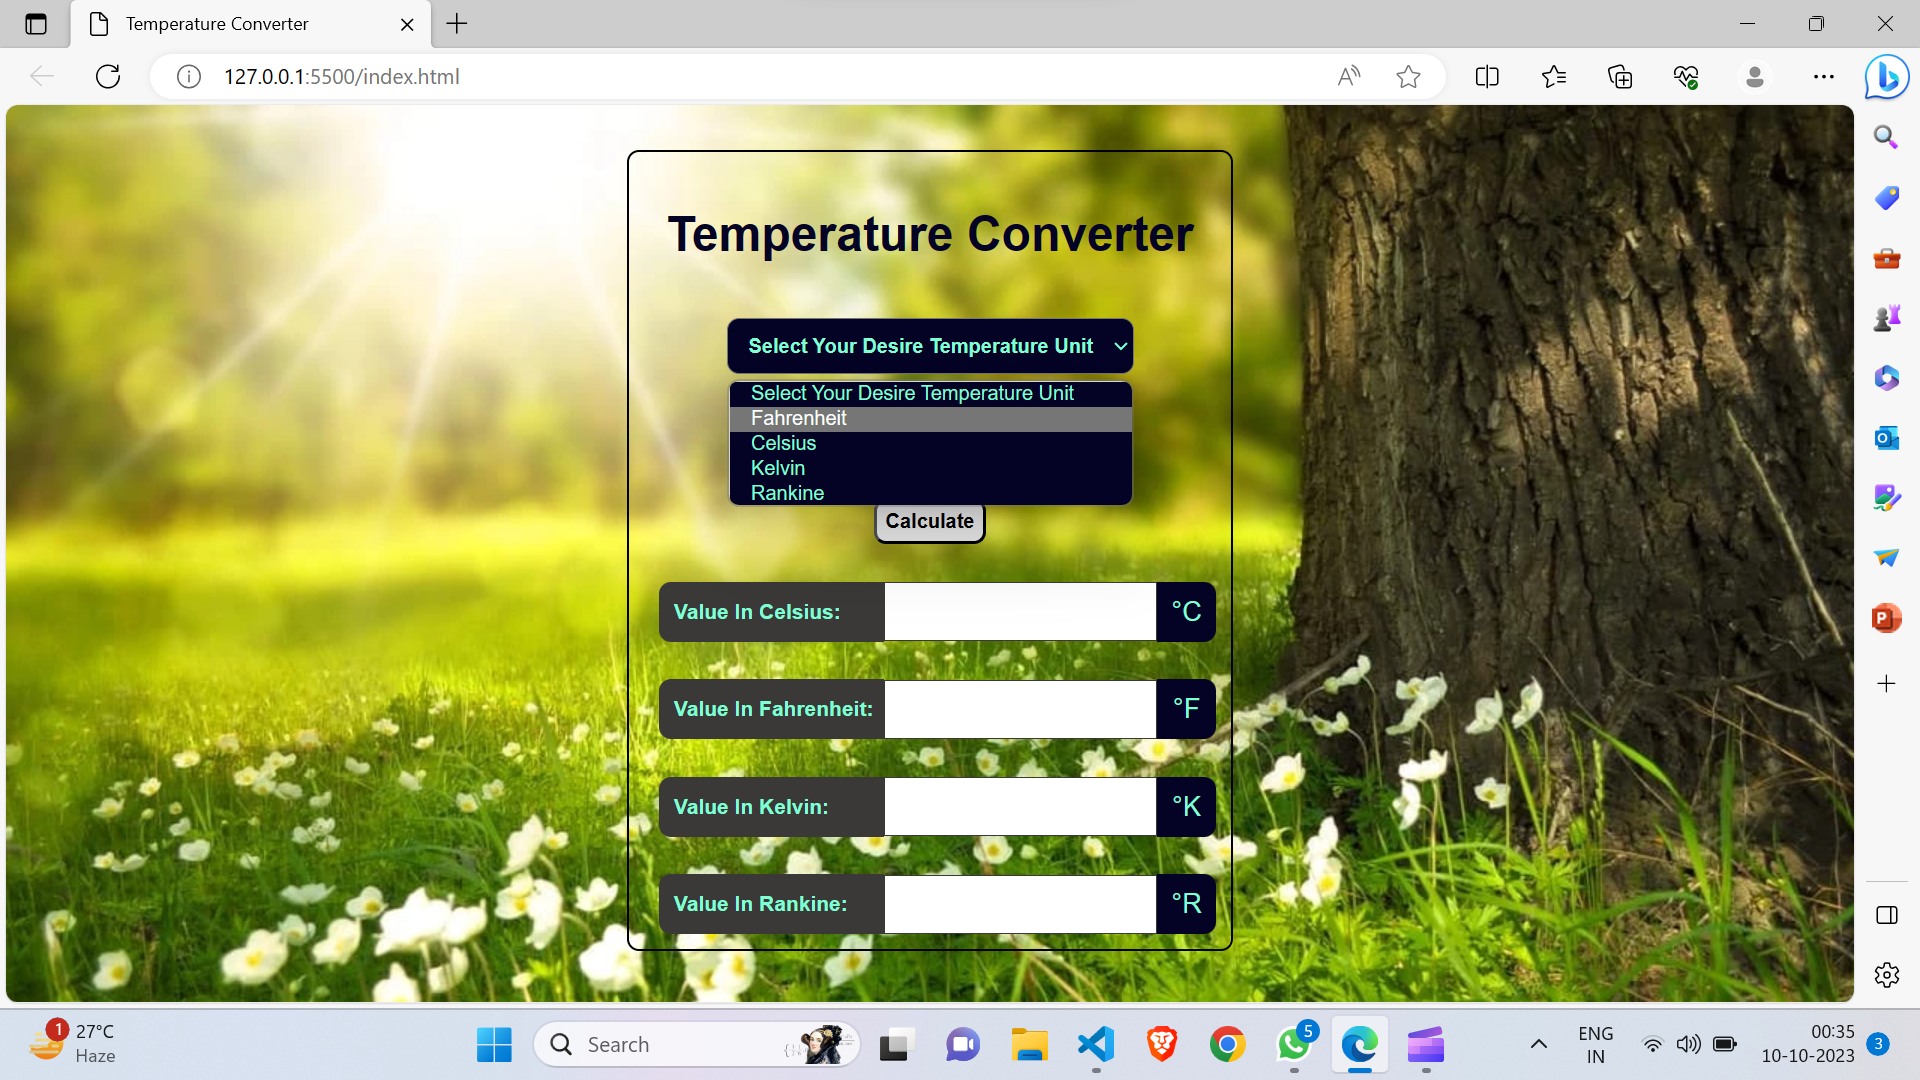 Temperature Converter
127.0.0.1:5500/index.html
Temperature Converter
Select Your Desire Temperature Unit
Select Your Desire Temperature Unit
Fahrenheit
Celsius
Kelvin
Rankine
Calculate
Value In Celsius: °C
Value In Fahrenheit: °F
Value In Kelvin: °K
Value In Rankine: °R
1
27°C
Haze
Search
5
ENG
IN
00:35
10-10-2023
3